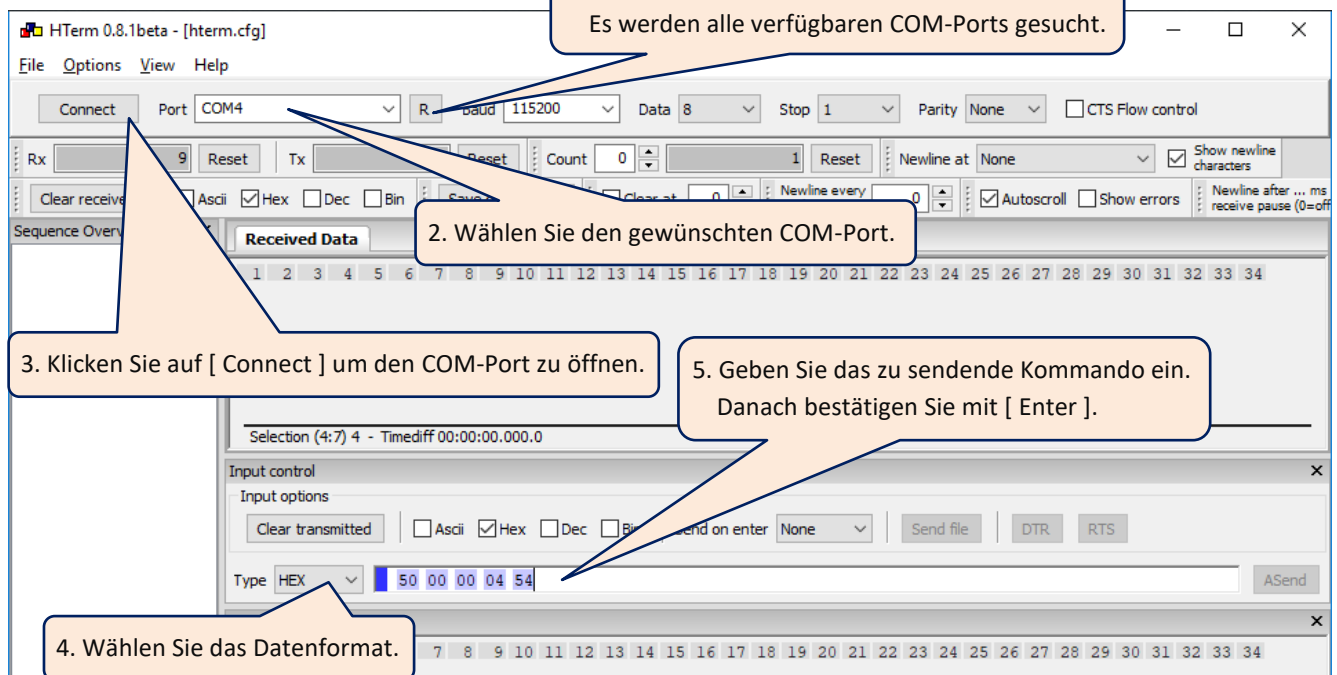 Es werden alle verfügbaren COM-Ports gesucht.
HTerm 0.8.1beta - [hterm.cfg]
File Options View Help
Connect Port COM4 R Baud 115200 Data 8 Stop 1 Parity None CTS Flow control
Rx 9 Reset Tx Reset Count 0 1 Reset Newline at None Show newline characters
Clear received Ascii Hex Dec Bin Save Clear at 0 Newline every 0 Autoscroll Show errors Newline after ... ms receive pause (0=off
Sequence Overv
Received Data
2. Wählen Sie den gewünschten COM-Port.
1 2 3 4 5 6 7 8 9 10 11 12 13 14 15 16 17 18 19 20 21 22 23 24 25 26 27 28 29 30 31 32 33 34
3. Klicken Sie auf [ Connect ] um den COM-Port zu öffnen.
5. Geben Sie das zu sendende Kommando ein.
Danach bestätigen Sie mit [ Enter ].
Selection (4:7) 4 - Timediff 00:00:00.000.0
Input control
Input options
Clear transmitted Ascii Hex Dec Bin Send on enter None Send file DTR RTS
Type HEX 50 00 00 04 54 ASend
4. Wählen Sie das Datenformat.
7 8 9 10 11 12 13 14 15 16 17 18 19 20 21 22 23 24 25 26 27 28 29 30 31 32 33 34